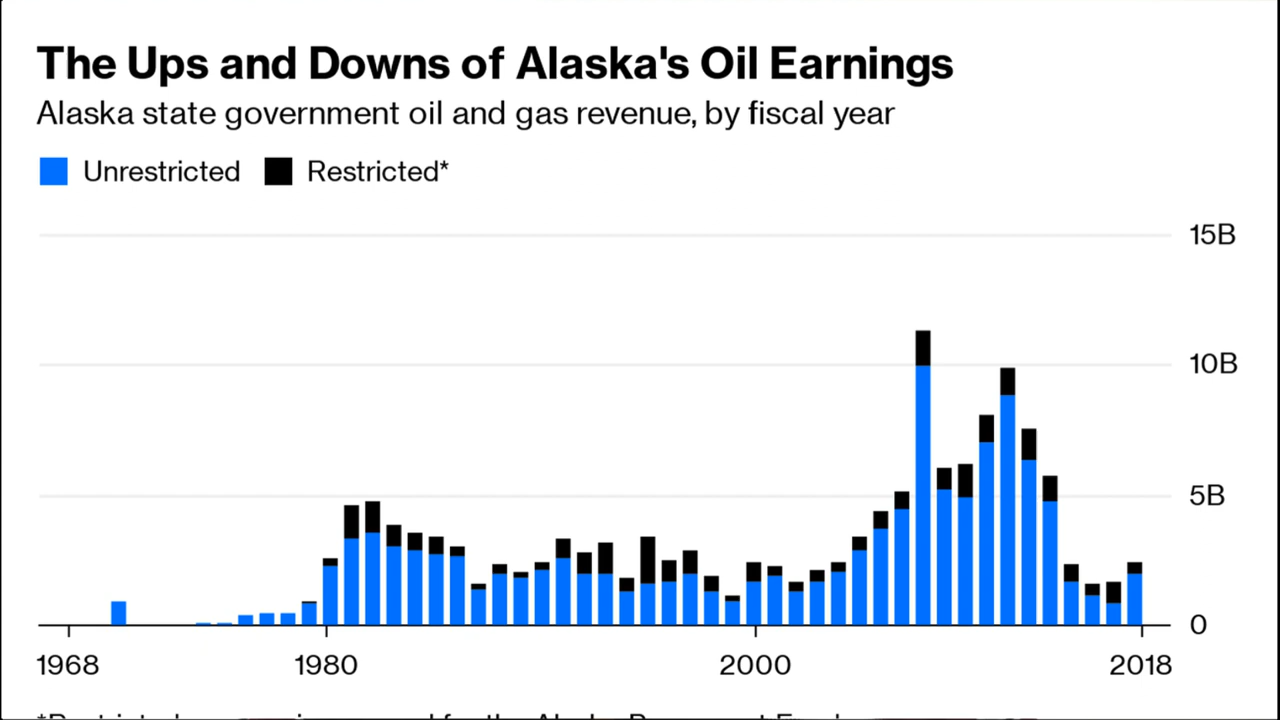 The Ups and Downs of Alaska's Oil Earnings
Alaska state government oil and gas revenue, by fiscal year
Unrestricted Restricted*
15B
10B
5B
0
1968 1980 2000 2018